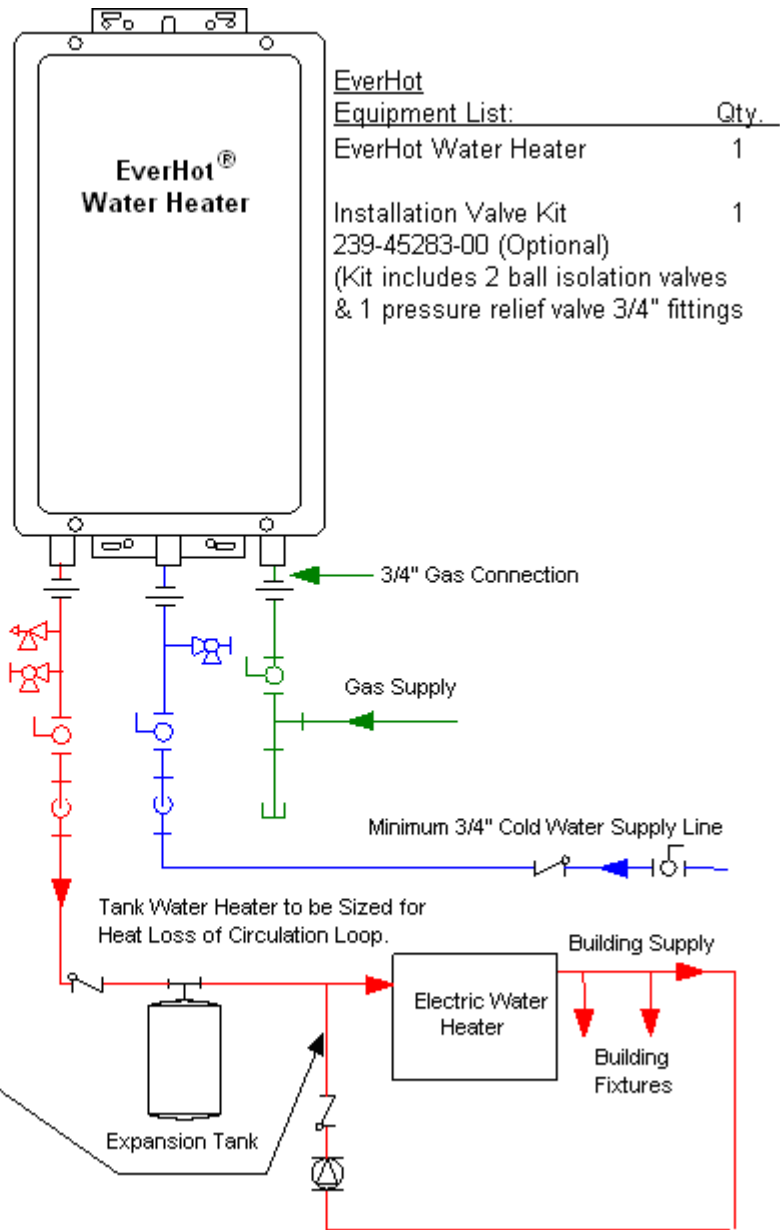 EverHot®
Water Heater
EverHot
Equipment List: Qty.
EverHot Water Heater 1
Installation Valve Kit 1
239-45283-00 (Optional)
(Kit includes 2 ball isolation valves
& 1 pressure relief valve 3/4" fittings
3/4" Gas Connection
Gas Supply
Minimum 3/4" Cold Water Supply Line
Tank Water Heater to be Sized for
Heat Loss of Circulation Loop.
Building Supply
Electric Water
Heater
Building
Fixtures
Expansion Tank